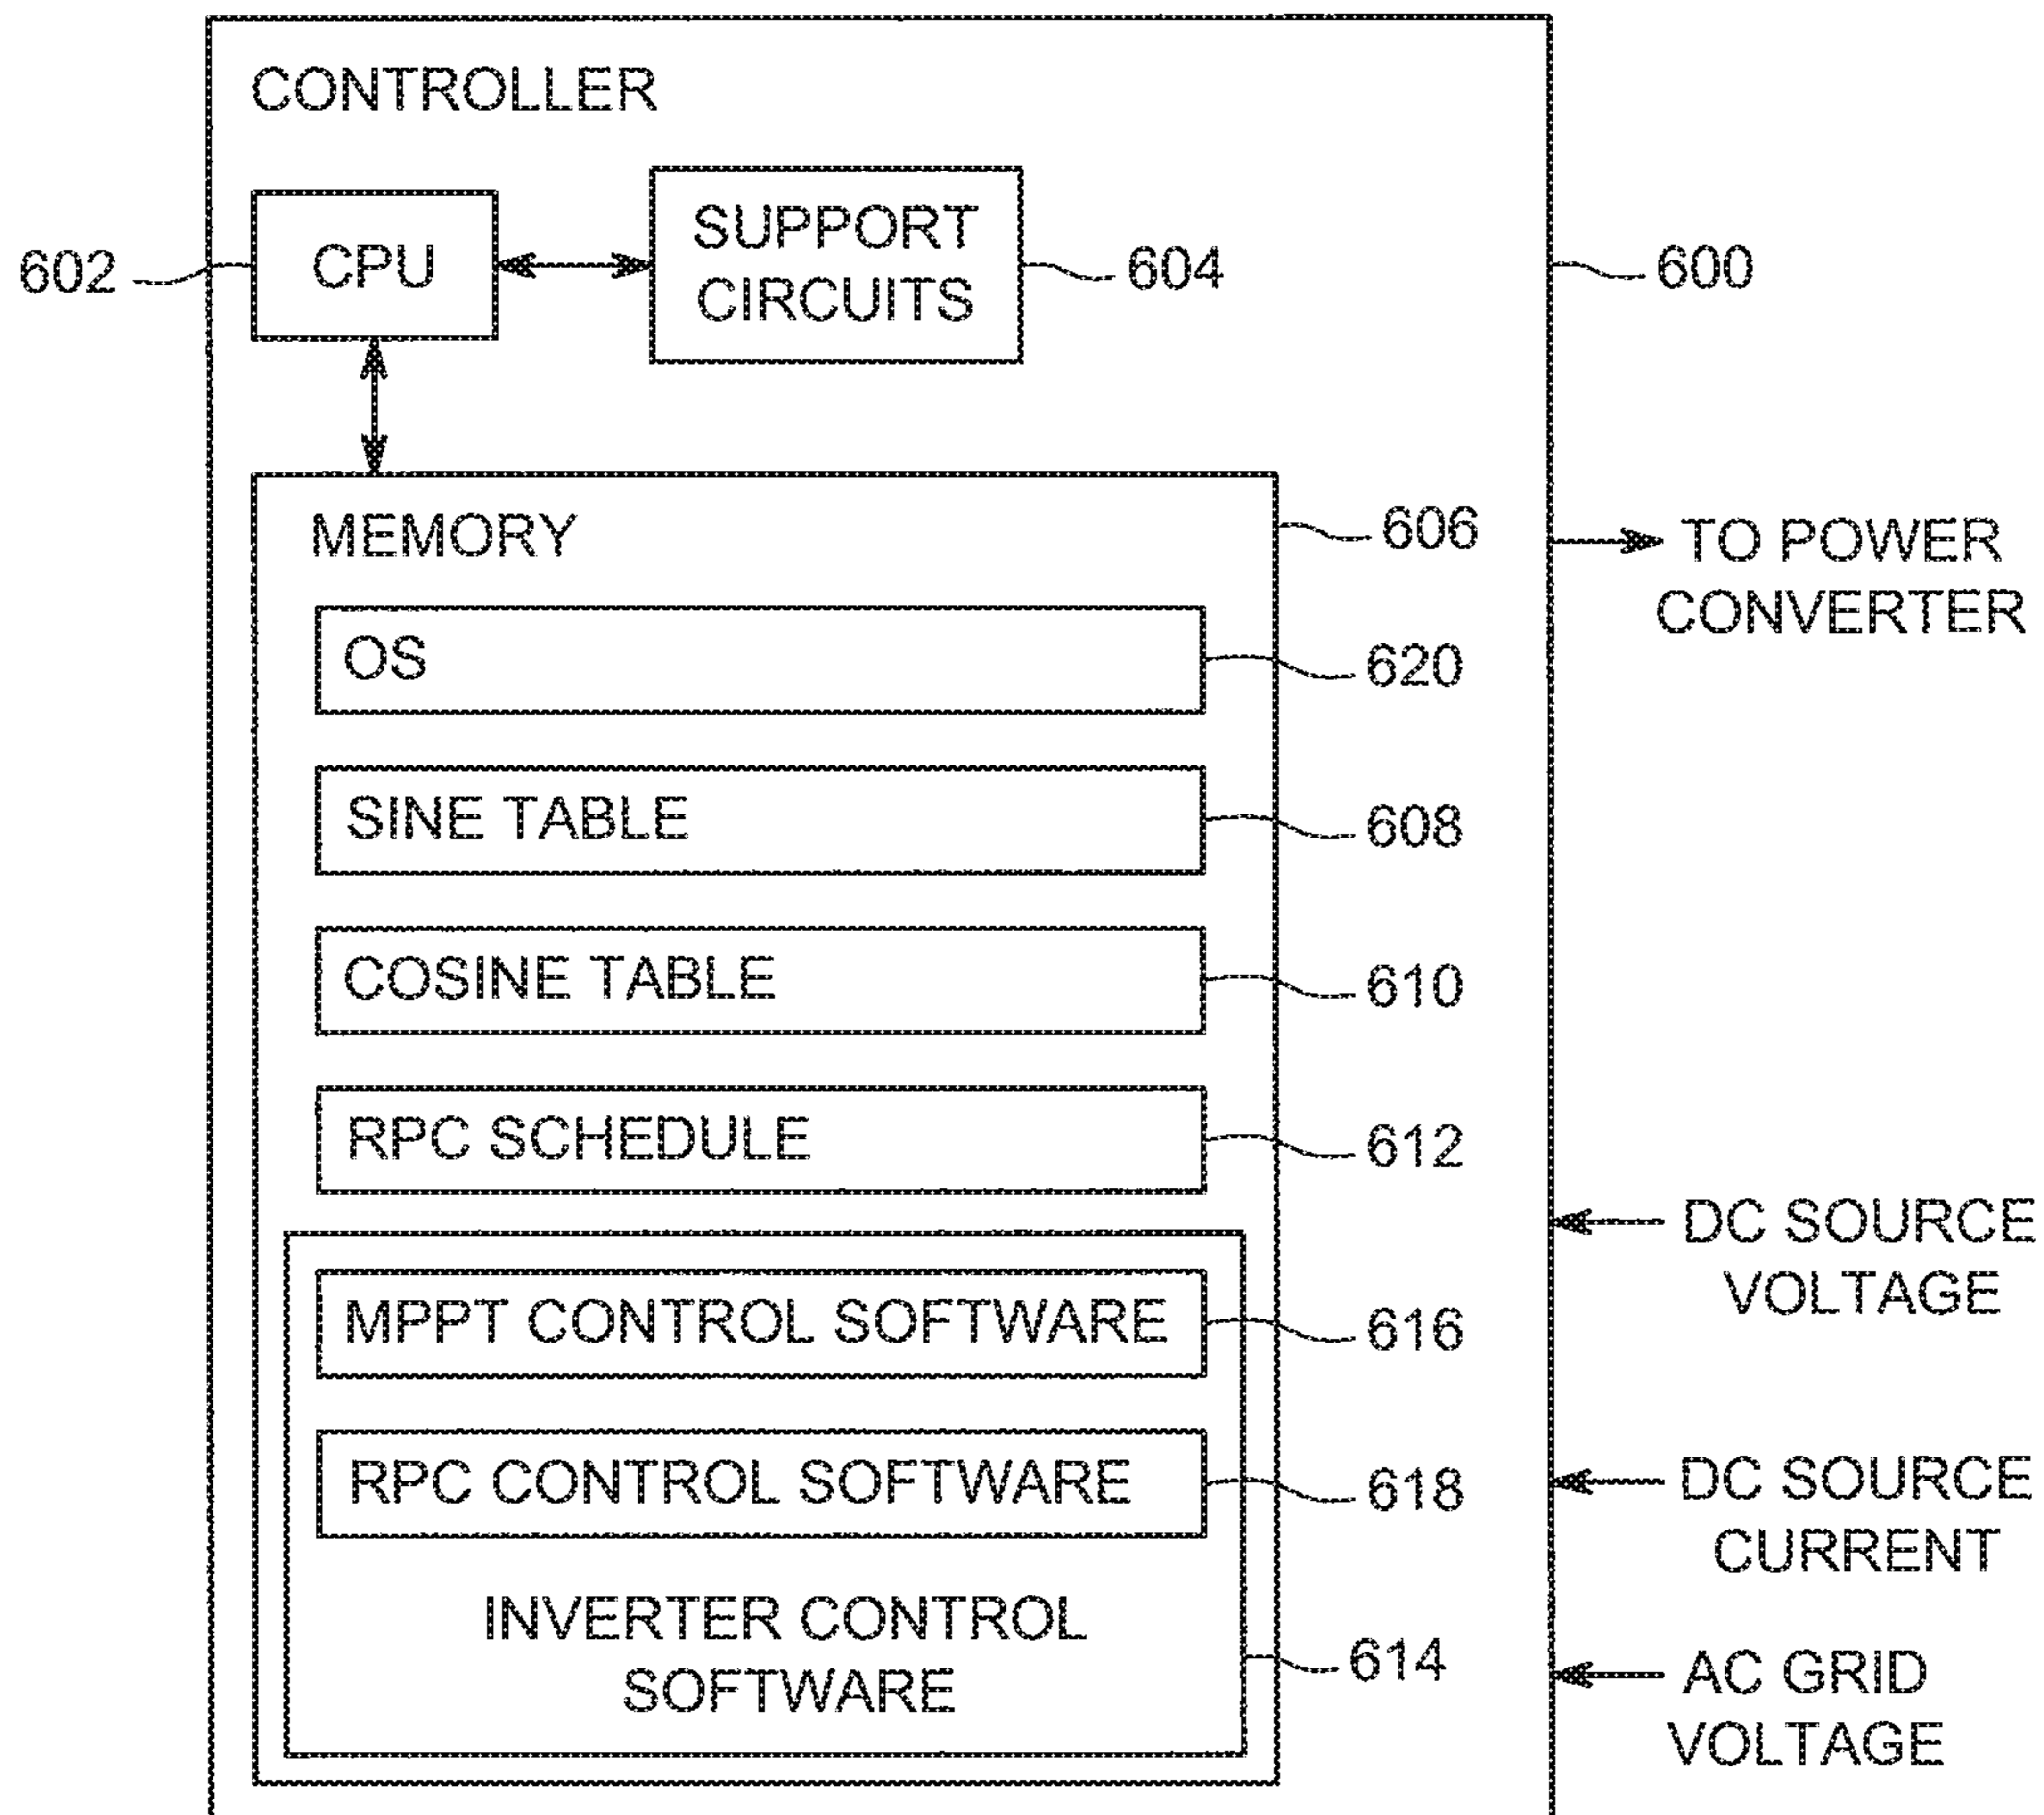 CONTROLLER
CPU
SUPPORT
CIRCUITS
602
604
600
MEMORY
606
TO POWER
CONVERTER
OS
620
SINE TABLE
608
COSINE TABLE
610
RPC SCHEDULE
612
DC SOURCE
VOLTAGE
MPPT CONTROL SOFTWARE
616
RPC CONTROL SOFTWARE
618
DC SOURCE
CURRENT
INVERTER CONTROL
SOFTWARE
614
AC GRID
VOLTAGE